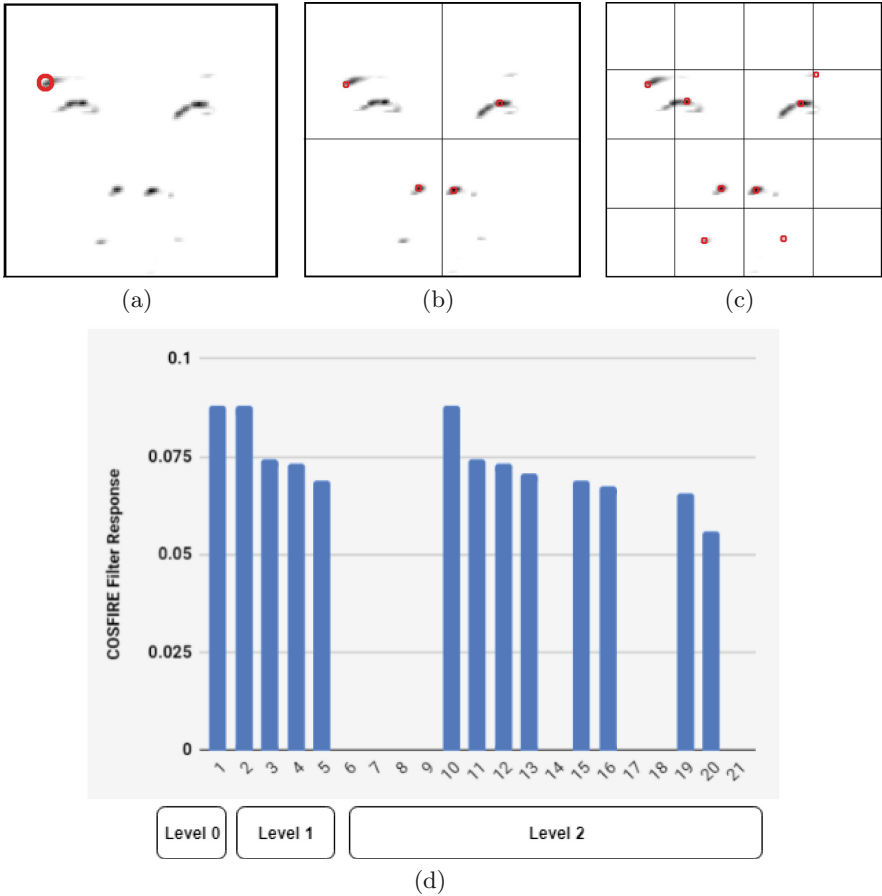 (a) (b) (c)
0.1
0.075
0.05
0.025
0
COSFIRE Filter Response
1 2 3 4 5 6 7 8 9 10 11 12 13 14 15 16 17 18 19 20 21
Level 0 Level 1 Level 2
(d)